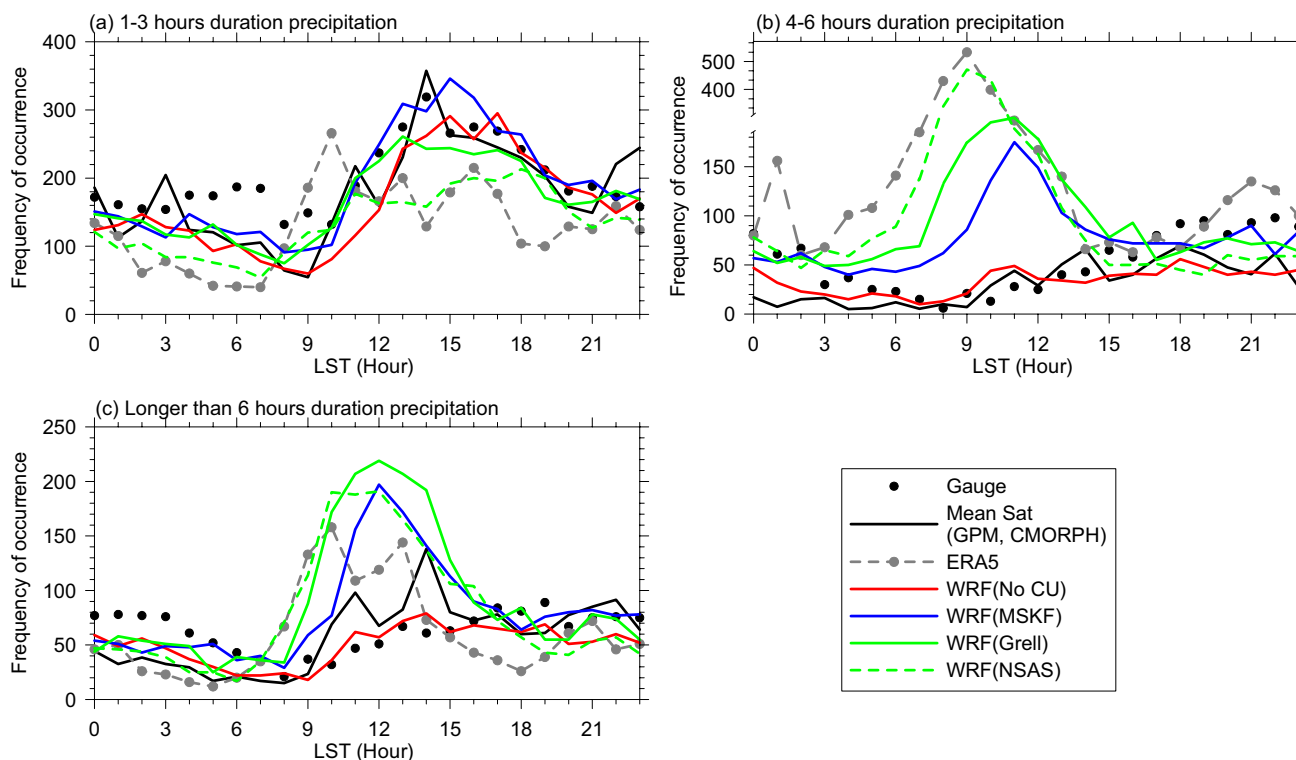 (a) 1-3 hours duration precipitation
400
300
200
100
0
Frequency of occurrence
0 3 6 9 12 15 18 21
LST (Hour)
(b) 4-6 hours duration precipitation
500
400
150
100
50
0
Frequency of occurrence
0 3 6 9 12 15 18 21
LST (Hour)
(c) Longer than 6 hours duration precipitation
250
200
150
100
50
0
Frequency of occurrence
0 3 6 9 12 15 18 21
LST (Hour)
Gauge
Mean Sat
(GPM, CMORPH)
ERA5
WRF(No CU)
WRF(MSKF)
WRF(Grell)
WRF(NSAS)